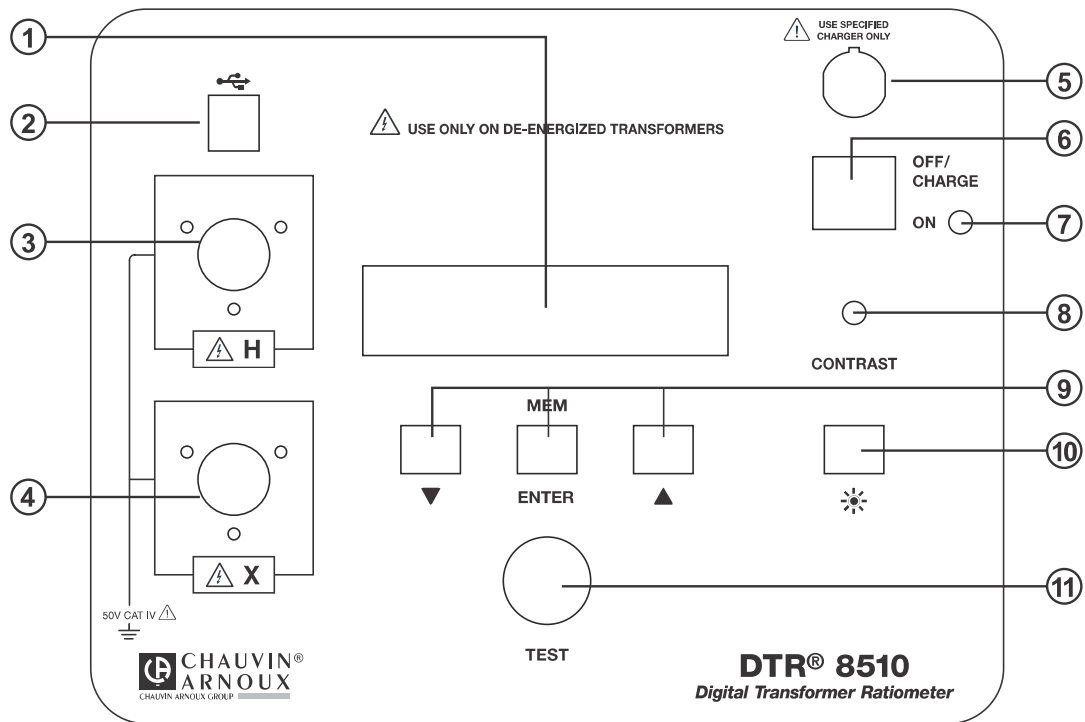 USE SPECIFIED
CHARGER ONLY
1
2
5
USE ONLY ON DE-ENERGIZED TRANSFORMERS
6
OFF/
CHARGE
3
ON
7
8
H
CONTRAST
9
MEM
10
4
ENTER
X
11
50V CAT IV
TEST
CHAUVIN®
ARNOUX
CHAUVIN ARNOUX GROUP
DTR® 8510
Digital Transformer Ratiometer